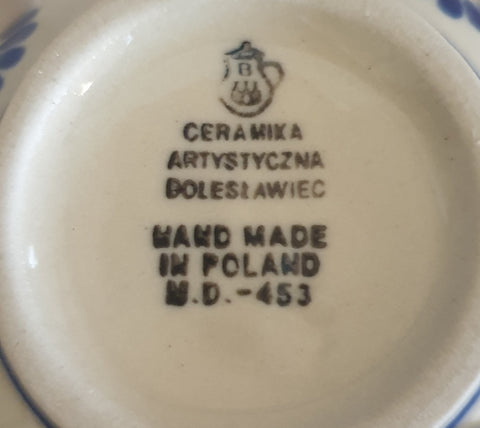 B
CERAMIKA
ARTYSTYCZNA
BOLESŁAWIEC
HAND MADE
IN POLAND
M.D.-453